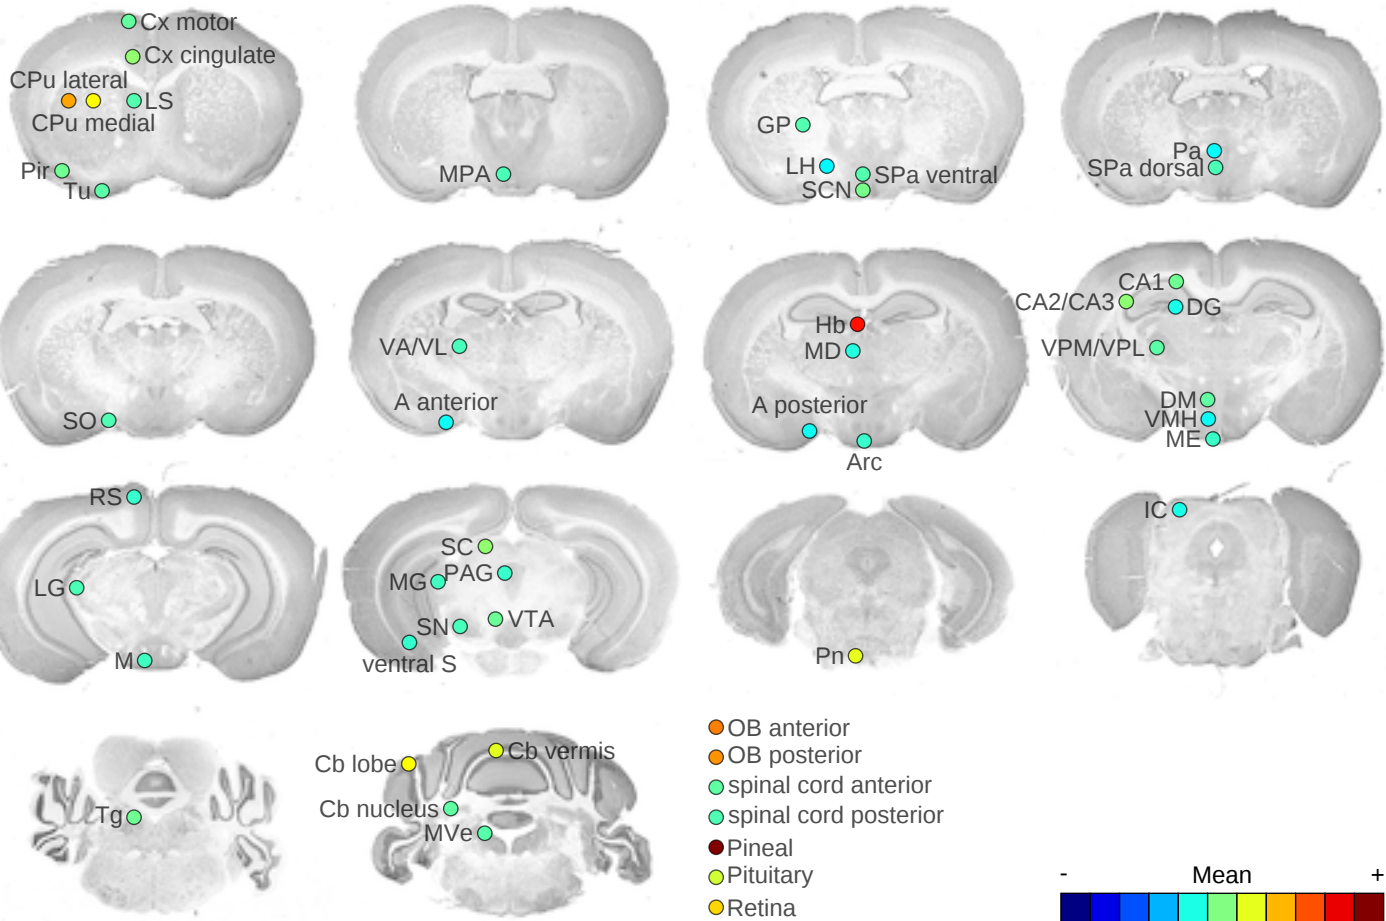 Cx motor
Cx cingulate
CPu lateral
LS
CPu medial
Pir
Tu
MPA
GP
LH
SPa ventral
SCN
Pa
SPa dorsal
SO
VA/VL
A anterior
Hb
MD
A posterior
Arc
CA1
CA2/CA3
DG
VPM/VPL
DM
VMH
ME
RS
LG
M
SC
MG
PAG
SN
VTA
ventral S
Pn
IC
Tg
Cb lobe
Cb vermis
Cb nucleus
MVe
OB anterior
OB posterior
spinal cord anterior
spinal cord posterior
Pineal
Pituitary
Retina
- Mean +